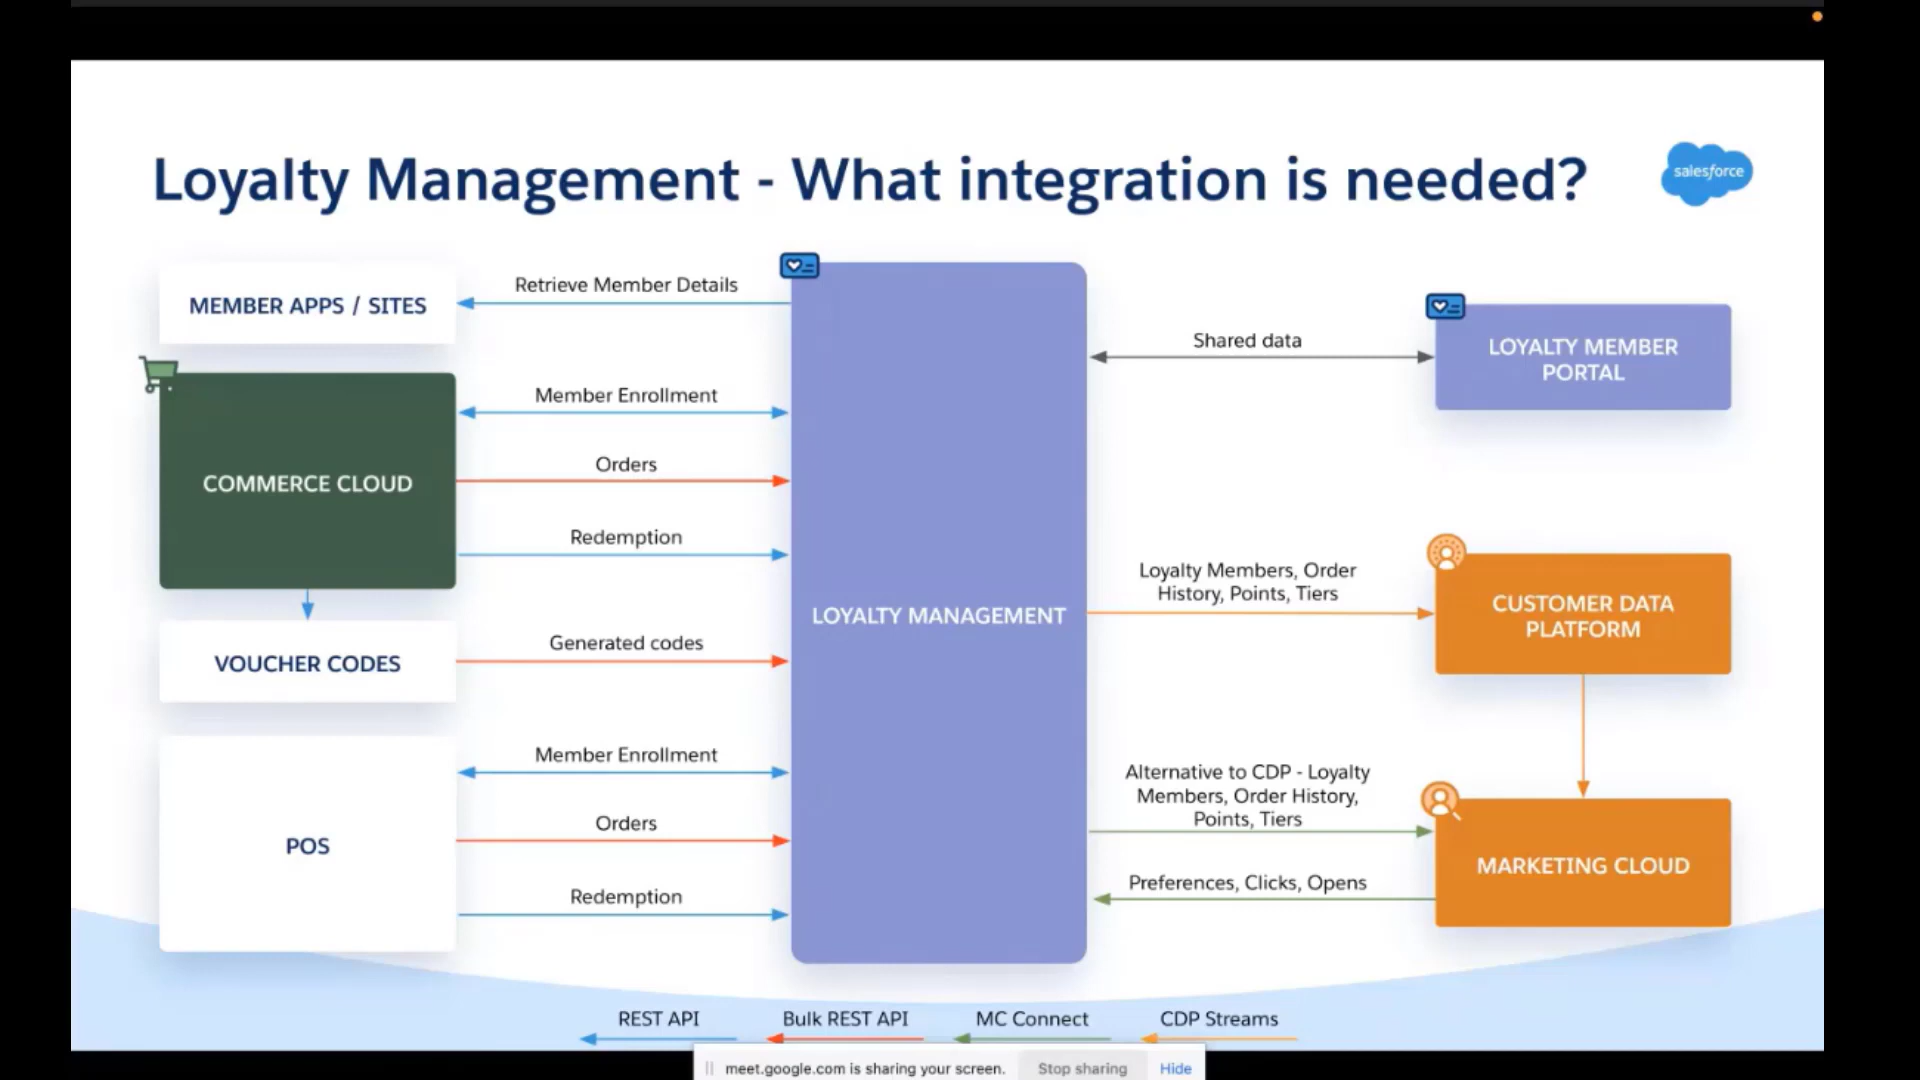 Loyalty Management - What integration is needed?
salesforce
MEMBER APPS / SITES
Retrieve Member Details
Shared data
LOYALTY MEMBER
PORTAL
Member Enrollment
COMMERCE CLOUD
Orders
Redemption
LOYALTY MANAGEMENT
Loyalty Members, Order
History, Points, Tiers
CUSTOMER DATA
PLATFORM
VOUCHER CODES
Generated codes
POS
Member Enrollment
Orders
Redemption
Alternative to CDP - Loyalty
Members, Order History,
Points, Tiers
Preferences, Clicks, Opens
MARKETING CLOUD
REST API
Bulk REST API
MC Connect
CDP Streams
meet.google.com is sharing your screen.
Stop sharing
Hide